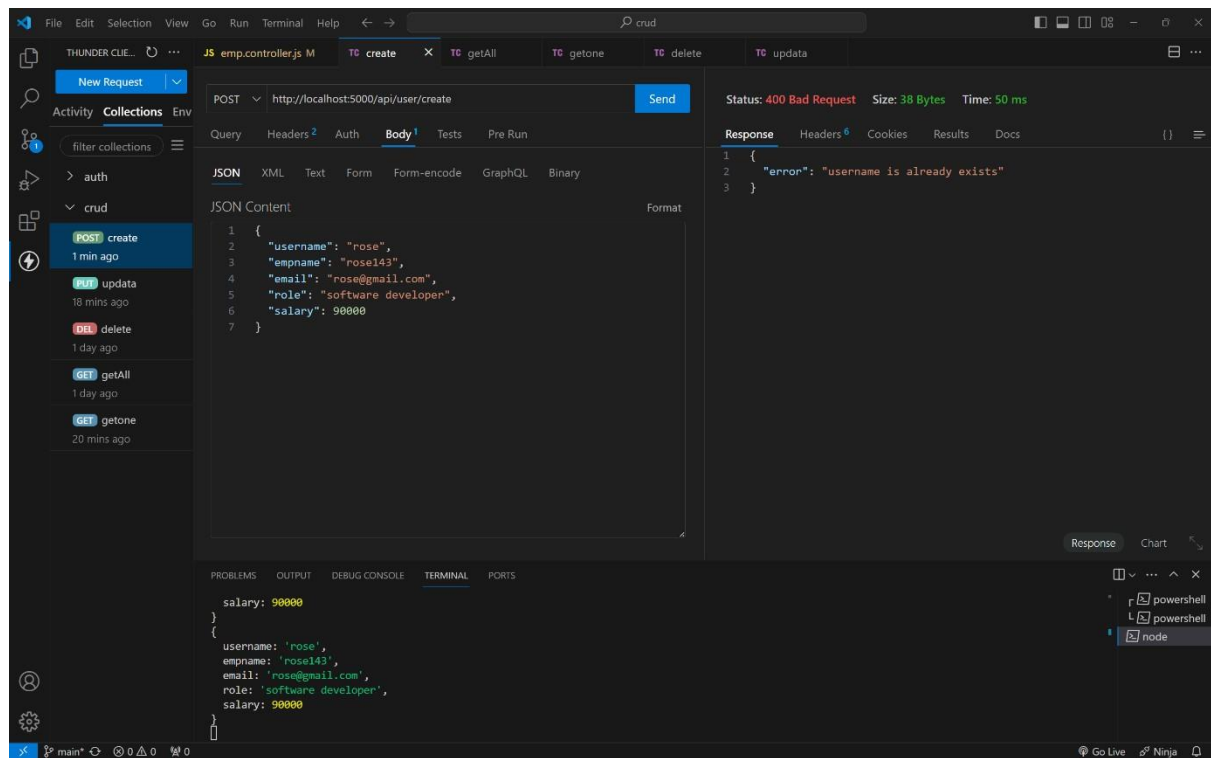 File Edit Selection View Go Run Terminal Help crud
THUNDER CLIE... ...
JS emp.controller.js M TC create TC getAll TC getone TC delete TC updata ...
New Request
Activity Collections Env
filter collections
auth
crud
POST create
1 min ago
PUT updata
18 mins ago
DEL delete
1 day ago
GET getAll
1 day ago
GET getone
20 mins ago
POST http://localhost:5000/api/user/create Send
Query Headers 2 Auth Body 1 Tests Pre Run
JSON XML Text Form Form-encode GraphQL Binary
JSON Content Format
1 {
2 "username": "rose",
3 "empname": "rose143",
4 "email": "rose@gmail.com",
5 "role": "software developer",
6 "salary": 90000
7 }
Status: 400 Bad Request Size: 38 Bytes Time: 50 ms
Response Headers 6 Cookies Results Docs {}
1 {
2 "error": "username is already exists"
3 }
Response Chart
PROBLEMS OUTPUT DEBUG CONSOLE TERMINAL PORTS ...
salary: 90000
}
{
username: 'rose',
empname: 'rose143',
email: 'rose@gmail.com',
role: 'software developer',
salary: 90000
}
powershell
powershell
node
1
main* 0 0 0 Go Live Ninja